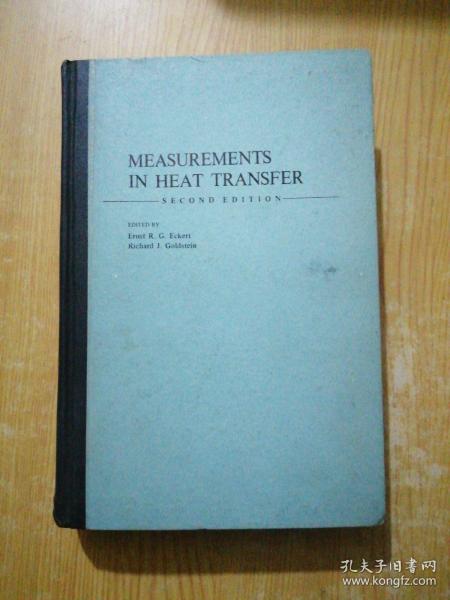 MEASUREMENTS
IN HEAT TRANSFER
SECOND EDITION
EDITED BY
Ernst R. G. Eckert
Richard J. Goldstein
孔夫子旧书网
www.kongfz.com